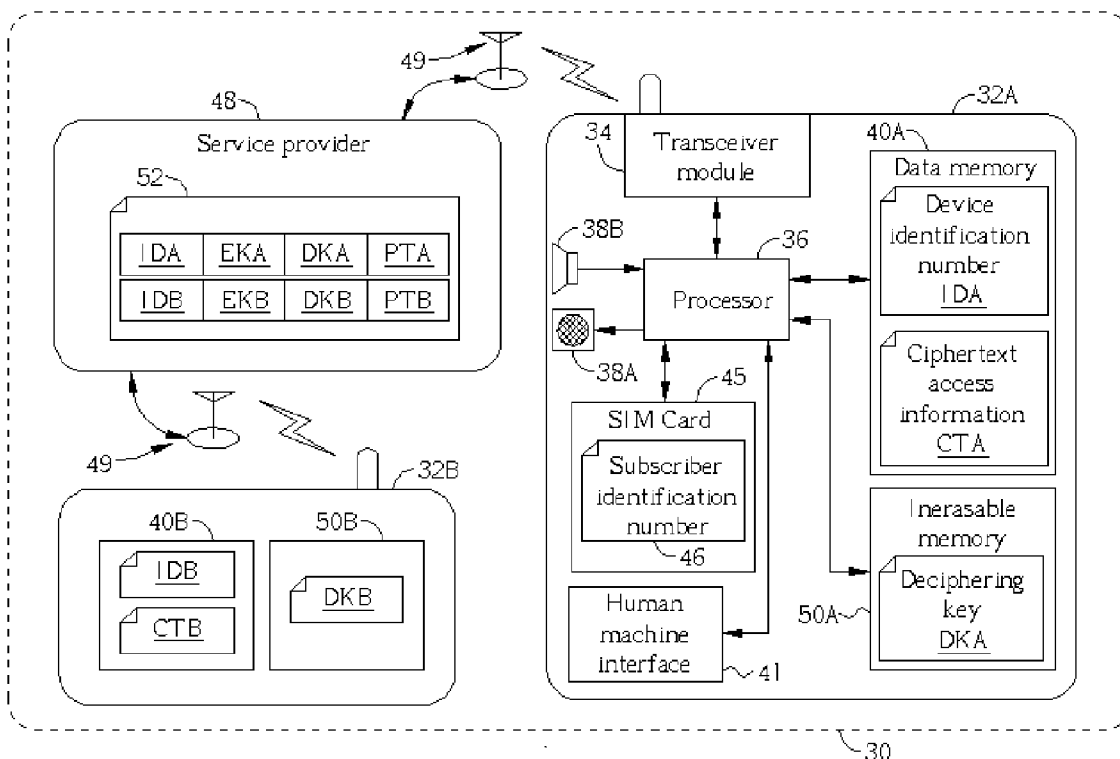 49
48
Service provider
52
IDA EKA DKA PTA
IDB EKB DKB PTB
49
32B
40B
50B
IDB
CTB
DKB
32A
34
Transceiver
module
40A
Data memory
Device
identification
number
IDA
Ciphertext
access
information
CTA
38B
36
Processor
38A
45
SIM Card
Subscriber
identification
number
46
Human
machine
interface
41
Inerasable
memory
Deciphering
key
DKA
50A
30